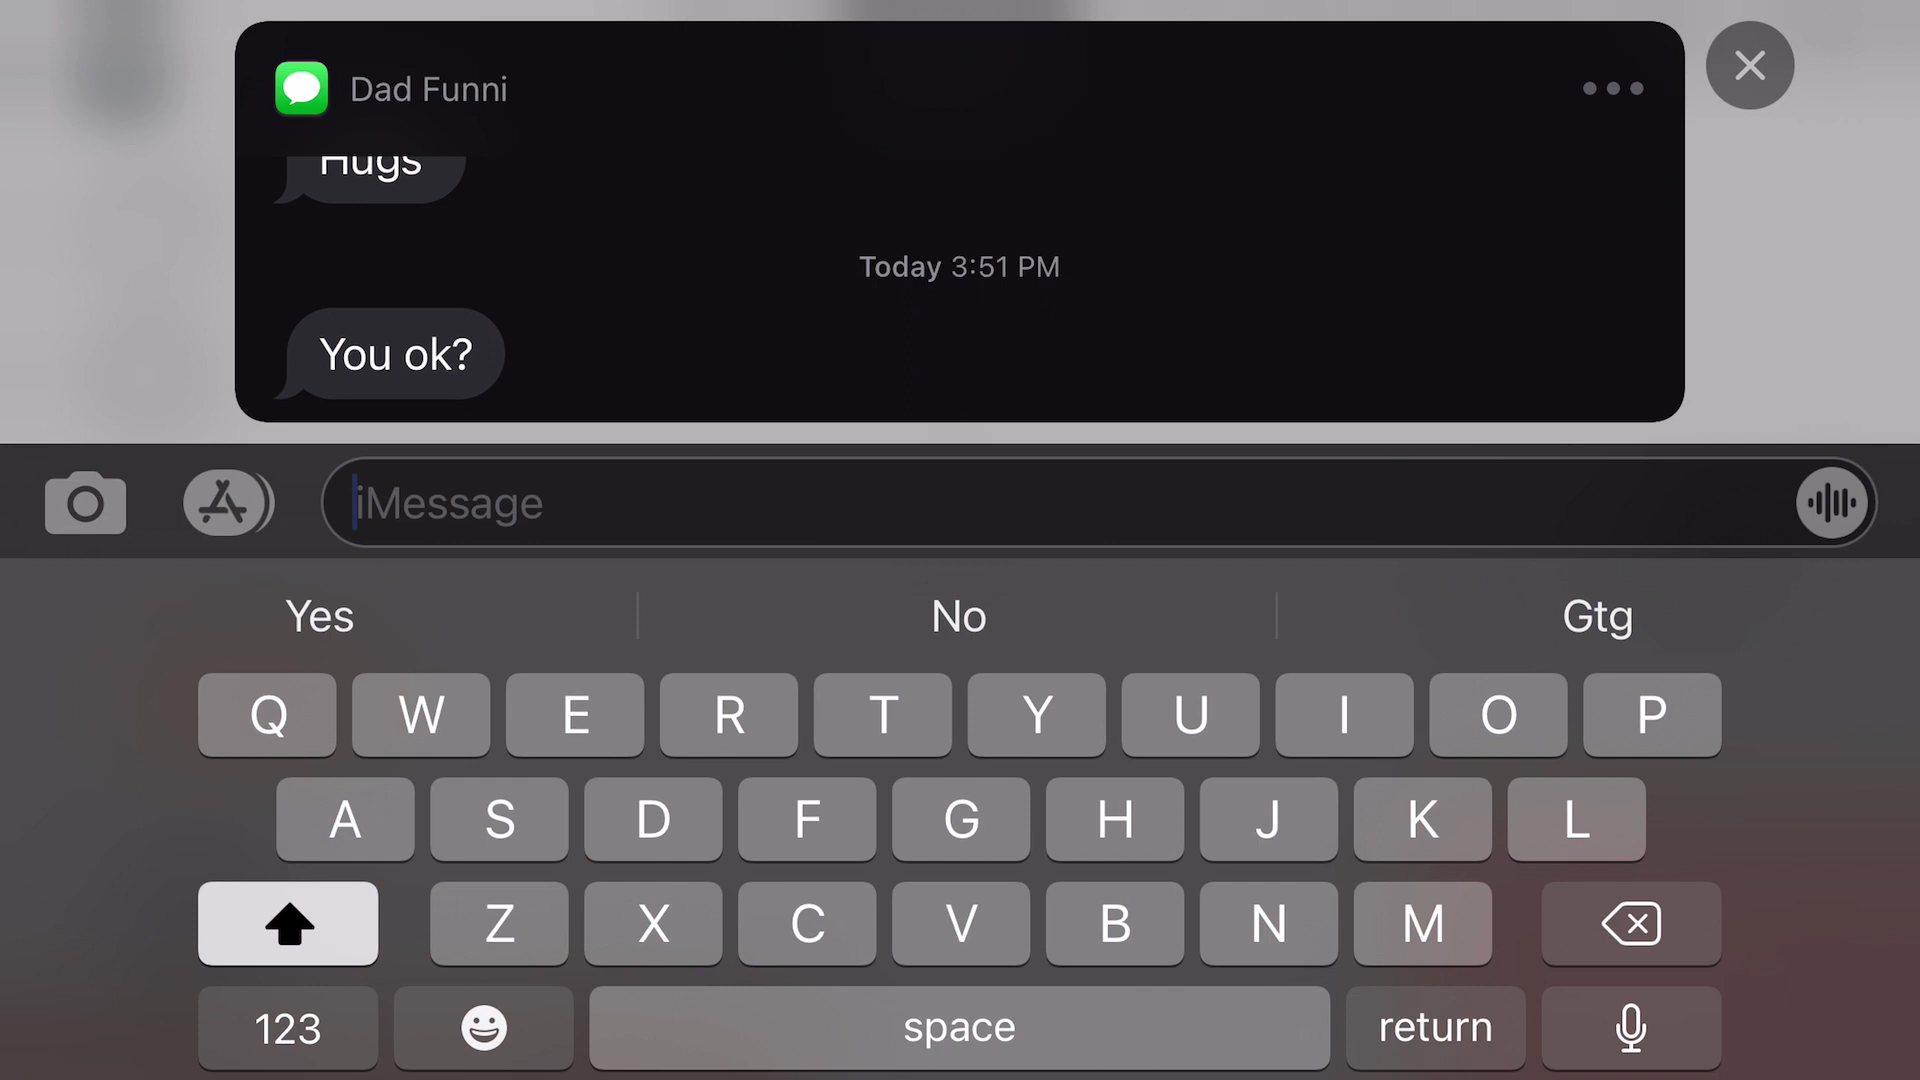 Dad Funni
Hugs
Today 3:51 PM
You ok?
iMessage
Yes No Gtg
Q W E R T Y U I O P
A S D F G H J K L
Z X C V B N M
123 space return